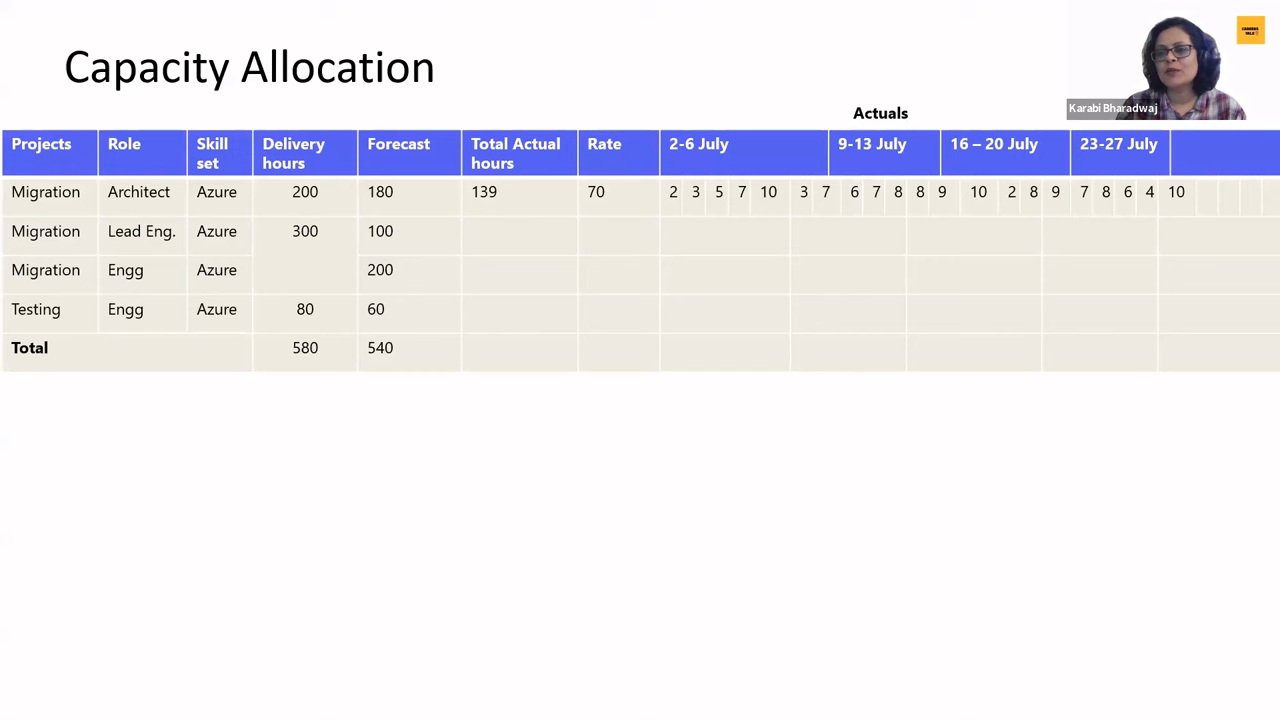 Capacity Allocation
CAREERS
TALK
Karabi Bharadwaj
Actuals
Projects Role Skill set Delivery hours Forecast Total Actual hours Rate 2-6 July 9-13 July 16 – 20 July 23-27 July
Migration Architect Azure 200 180 139 70 2 3 5 7 10 3 7 6 7 8 8 9 10 2 8 9 7 8 6 4 10
Migration Lead Eng. Azure 300 100
Migration Engg Azure 200
Testing Engg Azure 80 60
Total 580 540